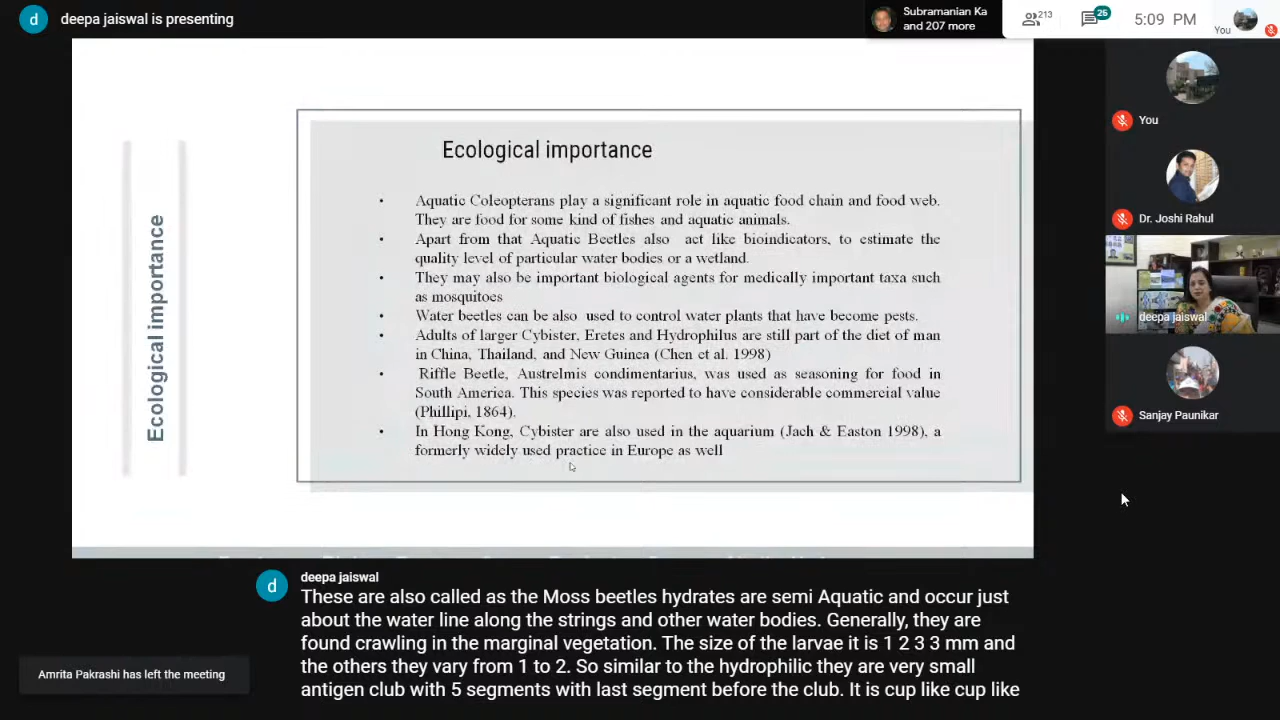 d
deepa jaiswal is presenting
Subramanian Ka
and 207 more
213
25
5:09 PM
You
Ecological importance
Ecological importance
• Aquatic Coleopterans play a significant role in aquatic food chain and food web.
They are food for some kind of fishes and aquatic animals.
• Apart from that Aquatic Beetles also act like bioindicators, to estimate the
quality level of particular water bodies or a wetland.
• They may also be important biological agents for medically important taxa such
as mosquitoes
• Water beetles can be also used to control water plants that have become pests.
• Adults of larger Cybister, Eretes and Hydrophilus are still part of the diet of man
in China, Thailand, and New Guinea (Chen et al. 1998)
• Riffle Beetle, Austrelmis condimentarius, was used as seasoning for food in
South America. This species was reported to have considerable commercial value
(Phillipi, 1864).
• In Hong Kong, Cybister are also used in the aquarium (Jach & Easton 1998), a
formerly widely used practice in Europe as well
You
Dr. Joshi Rahul
deepa jaiswal
Sanjay Paunikar
d
deepa jaiswal
These are also called as the Moss beetles hydrates are semi Aquatic and occur just
about the water line along the strings and other water bodies. Generally, they are
found crawling in the marginal vegetation. The size of the larvae it is 1 2 3 3 mm and
the others they vary from 1 to 2. So similar to the hydrophilic they are very small
antigen club with 5 segments with last segment before the club. It is cup like cup like
Amrita Pakrashi has left the meeting